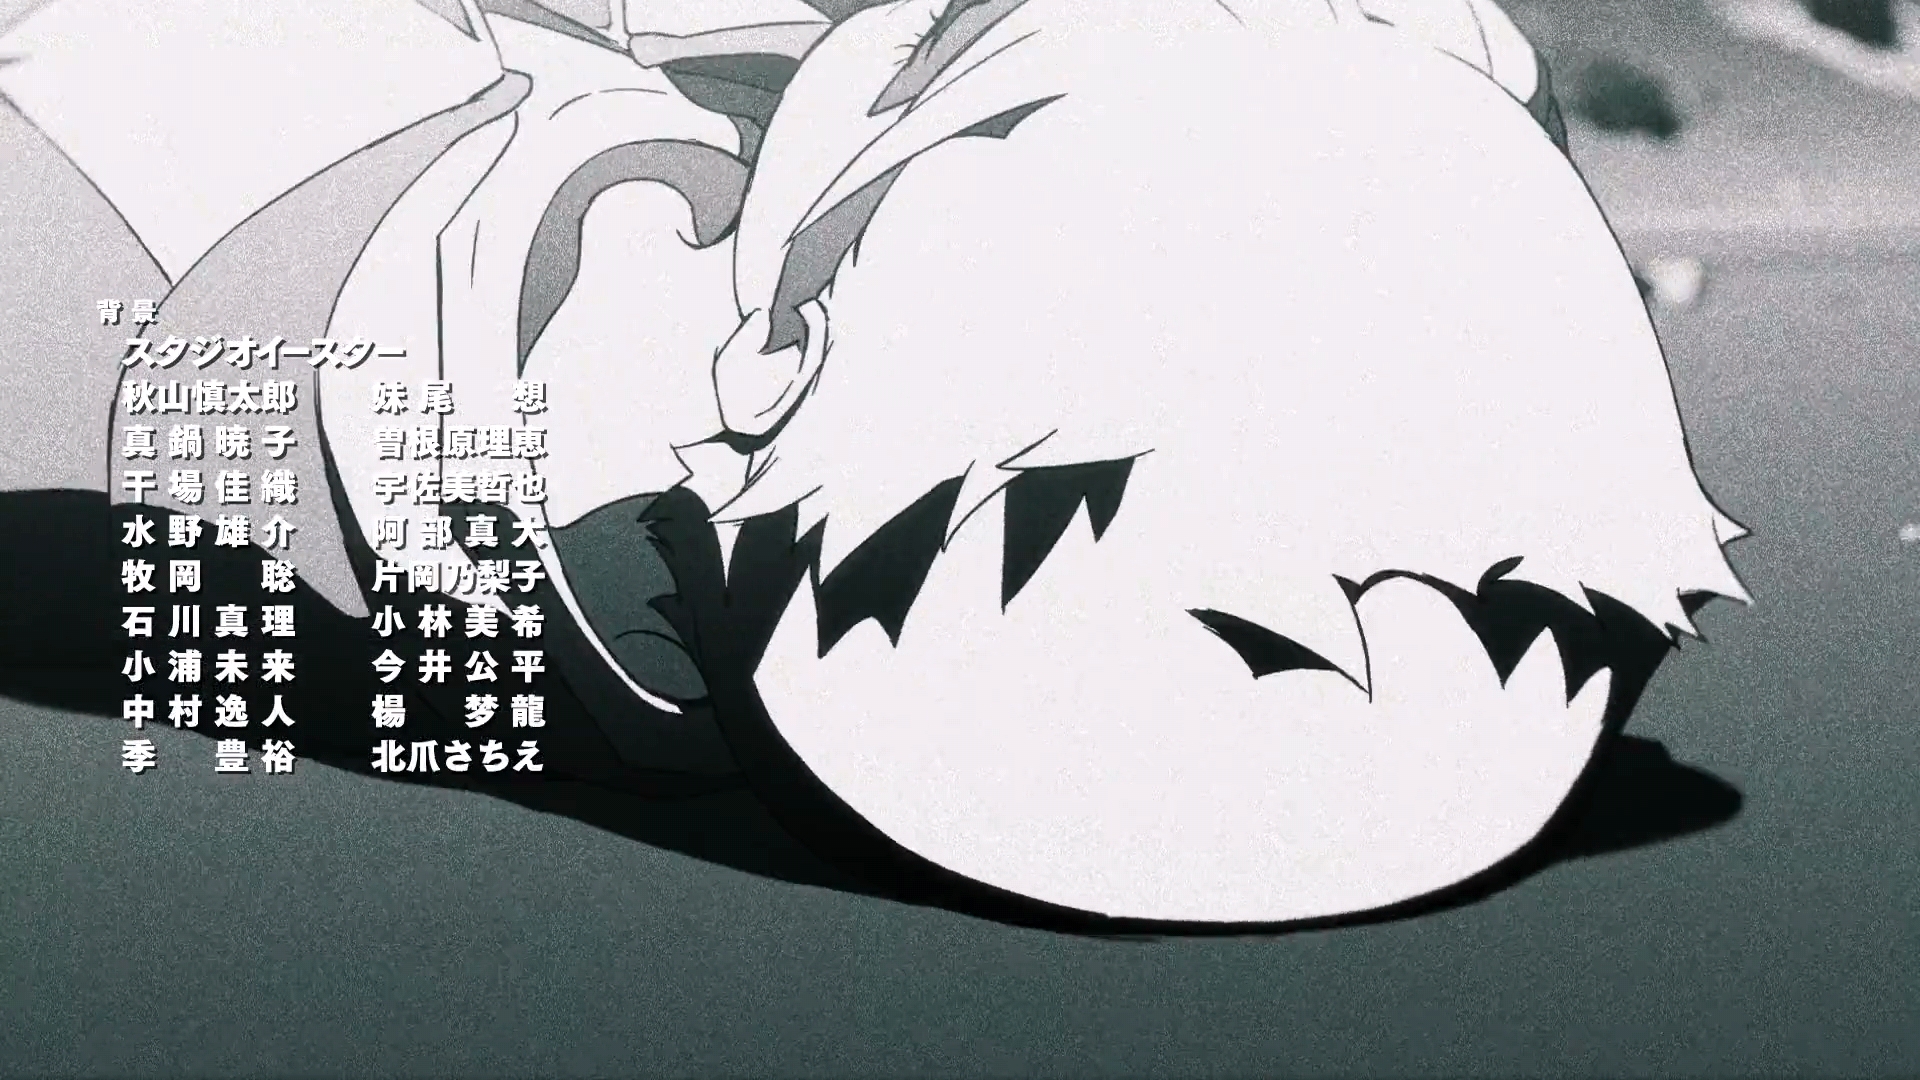 背景
スタジオイースター
秋山慎太郎 妹尾 想
真鍋暁子 曽根原理恵
干場佳織 宇佐美哲也
水野雄介 阿部真大
牧岡 聡 片岡乃梨子
石川真理 小林美希
小浦未来 今井公平
中村逸人 楊 梦龍
季 豊裕 北爪さちえ